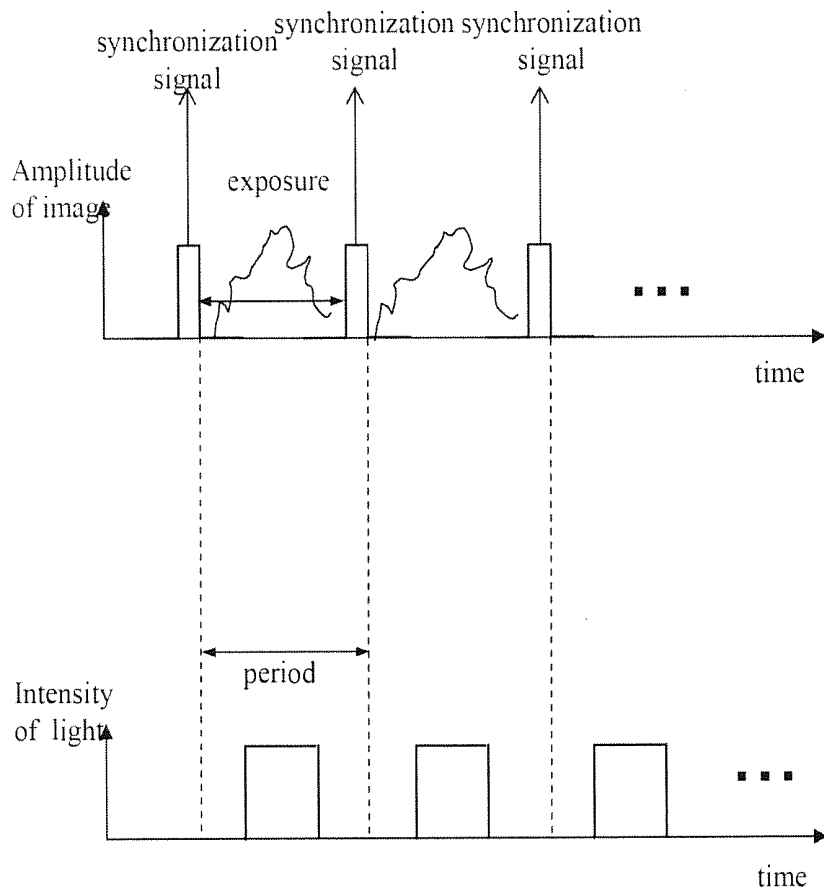 synchronization
signal
synchronization
signal
synchronization
signal
Amplitude
of image
exposure
time
period
Intensity
of light
time